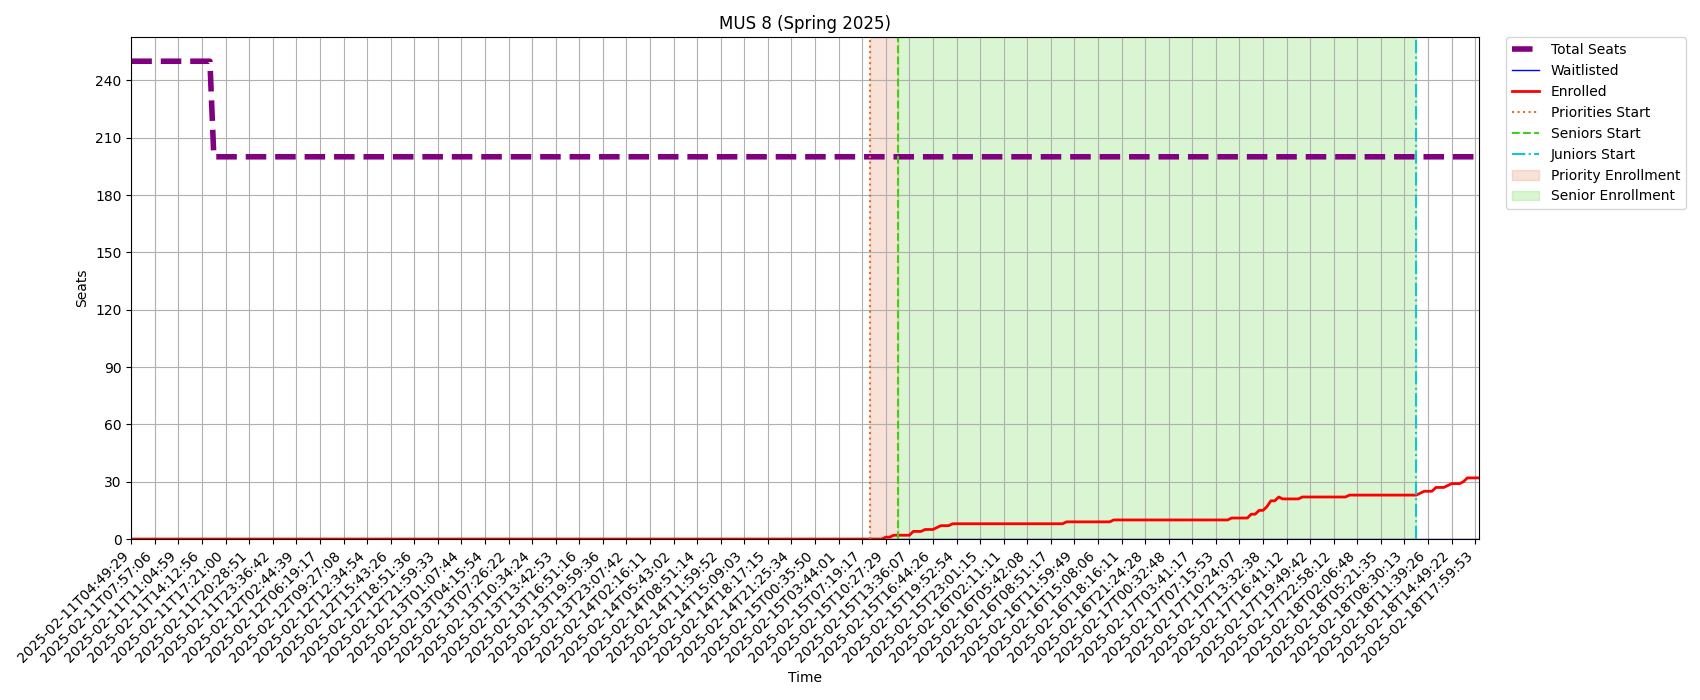 MUS 8 (Spring 2025)
Total Seats
Waitlisted
Enrolled
Priorities Start
Seniors Start
Juniors Start
Priority Enrollment
Senior Enrollment
Seats
240
210
180
150
120
90
60
30
0
2025-02-11T04:49:29
2025-02-11T07:57:06
2025-02-11T11:04:59
2025-02-11T14:12:56
2025-02-11T17:21:00
2025-02-11T20:28:51
2025-02-11T23:36:42
2025-02-12T02:44:39
2025-02-12T06:19:17
2025-02-12T09:27:08
2025-02-12T12:34:54
2025-02-12T15:43:26
2025-02-12T18:51:36
2025-02-12T21:59:33
2025-02-13T01:07:44
2025-02-13T04:15:54
2025-02-13T07:26:22
2025-02-13T10:34:24
2025-02-13T13:42:53
2025-02-13T16:51:16
2025-02-13T19:59:36
2025-02-13T23:07:42
2025-02-14T02:16:11
2025-02-14T05:43:02
2025-02-14T08:51:14
2025-02-14T11:59:52
2025-02-14T15:09:03
2025-02-14T18:17:15
2025-02-14T21:25:34
2025-02-15T00:35:50
2025-02-15T03:44:01
2025-02-15T07:19:17
2025-02-15T10:27:29
2025-02-15T13:36:07
2025-02-15T16:44:26
2025-02-15T19:52:54
2025-02-15T23:01:15
2025-02-16T02:11:11
2025-02-16T05:42:08
2025-02-16T08:51:17
2025-02-16T11:59:49
2025-02-16T15:08:06
2025-02-16T18:16:11
2025-02-16T21:24:28
2025-02-17T00:32:48
2025-02-17T03:41:17
2025-02-17T07:15:53
2025-02-17T10:24:07
2025-02-17T13:32:38
2025-02-17T16:41:12
2025-02-17T19:49:42
2025-02-17T22:58:12
2025-02-18T02:06:48
2025-02-18T05:21:35
2025-02-18T08:30:13
2025-02-18T11:39:26
2025-02-18T14:49:22
2025-02-18T17:59:53
Time